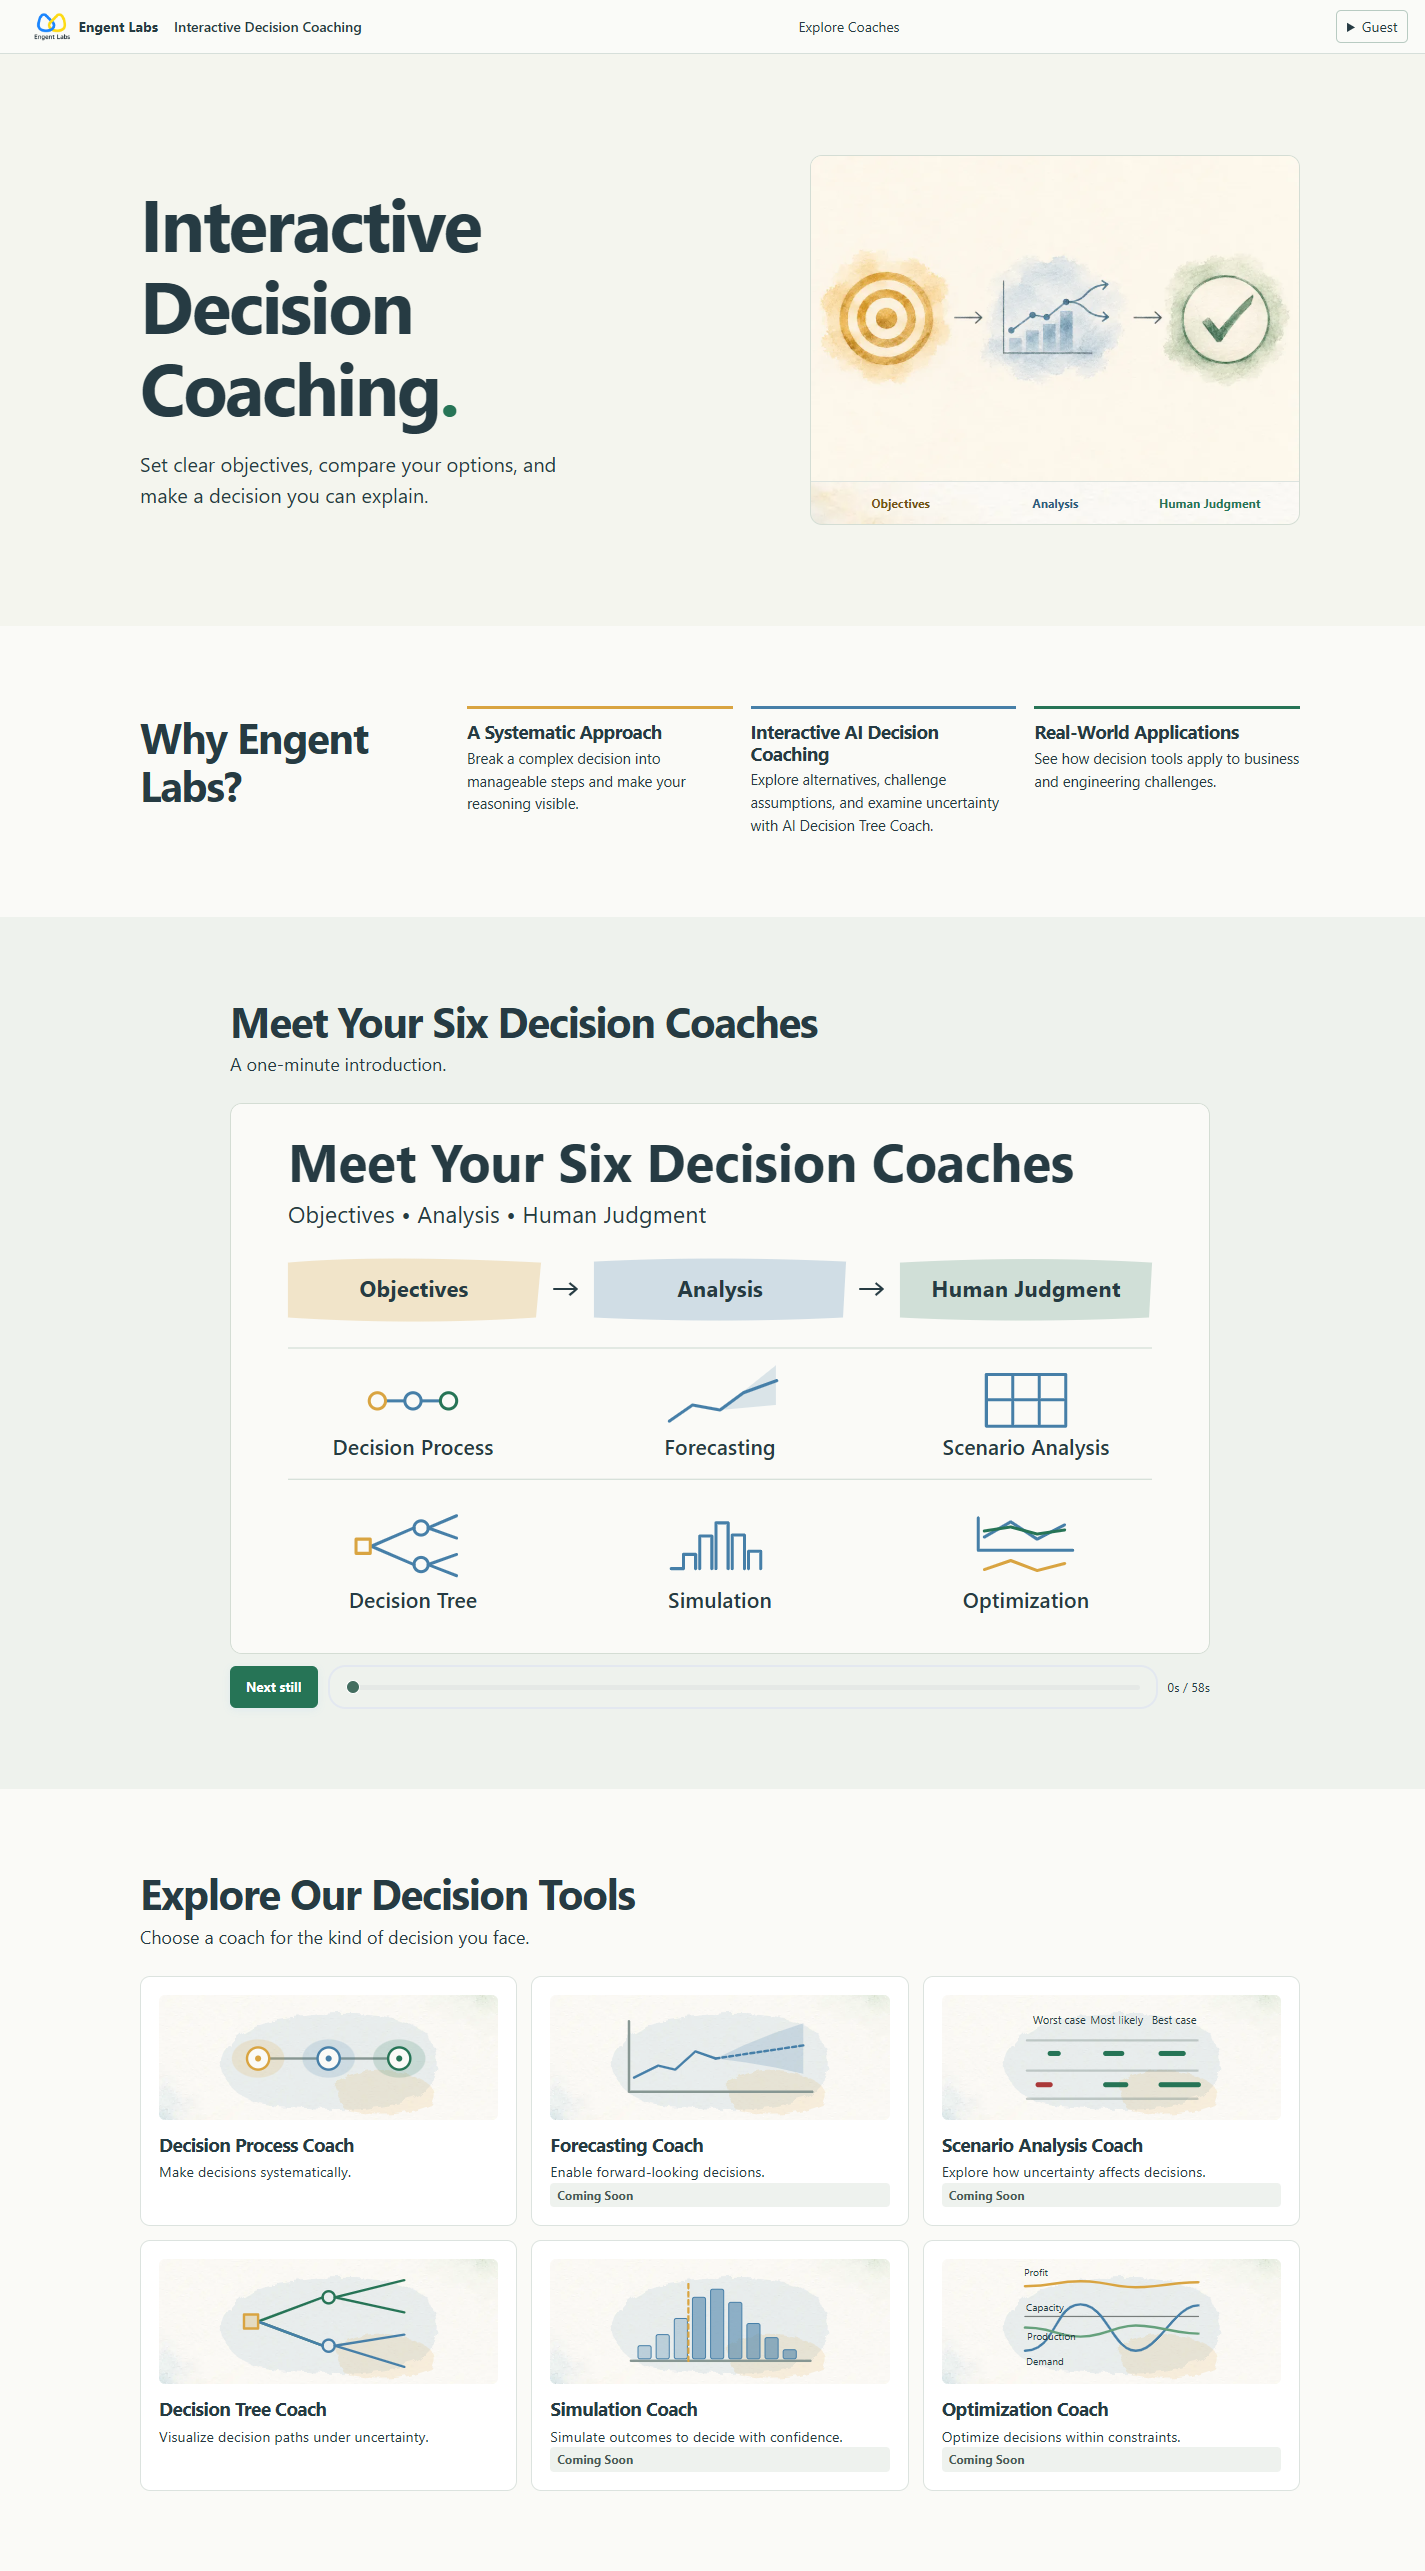 Engent Labs
Engent Labs
Interactive Decision Coaching
Explore Coaches
Guest
Interactive
Decision
Coaching.
Set clear objectives, compare your options, and
make a decision you can explain.
Objectives
Analysis
Human Judgment
Why Engent
Labs?
A Systematic Approach
Break a complex decision into
manageable steps and make your
reasoning visible.
Interactive AI Decision
Coaching
Explore alternatives, challenge
assumptions, and examine uncertainty
with AI Decision Tree Coach.
Real-World Applications
See how decision tools apply to business
and engineering challenges.
Meet Your Six Decision Coaches
A one-minute introduction.
Meet Your Six Decision Coaches
Objectives • Analysis • Human Judgment
Objectives
Analysis
Human Judgment
Decision Process
Forecasting
Scenario Analysis
Decision Tree
Simulation
Optimization
Next still
0s / 58s
Explore Our Decision Tools
Choose a coach for the kind of decision you face.
Decision Process Coach
Make decisions systematically.
Forecasting Coach
Enable forward-looking decisions.
Coming Soon
Worst case Most likely Best case
Scenario Analysis Coach
Explore how uncertainty affects decisions.
Coming Soon
Decision Tree Coach
Visualize decision paths under uncertainty.
Simulation Coach
Simulate outcomes to decide with confidence.
Coming Soon
Profit
Capacity
Production
Demand
Optimization Coach
Optimize decisions within constraints.
Coming Soon